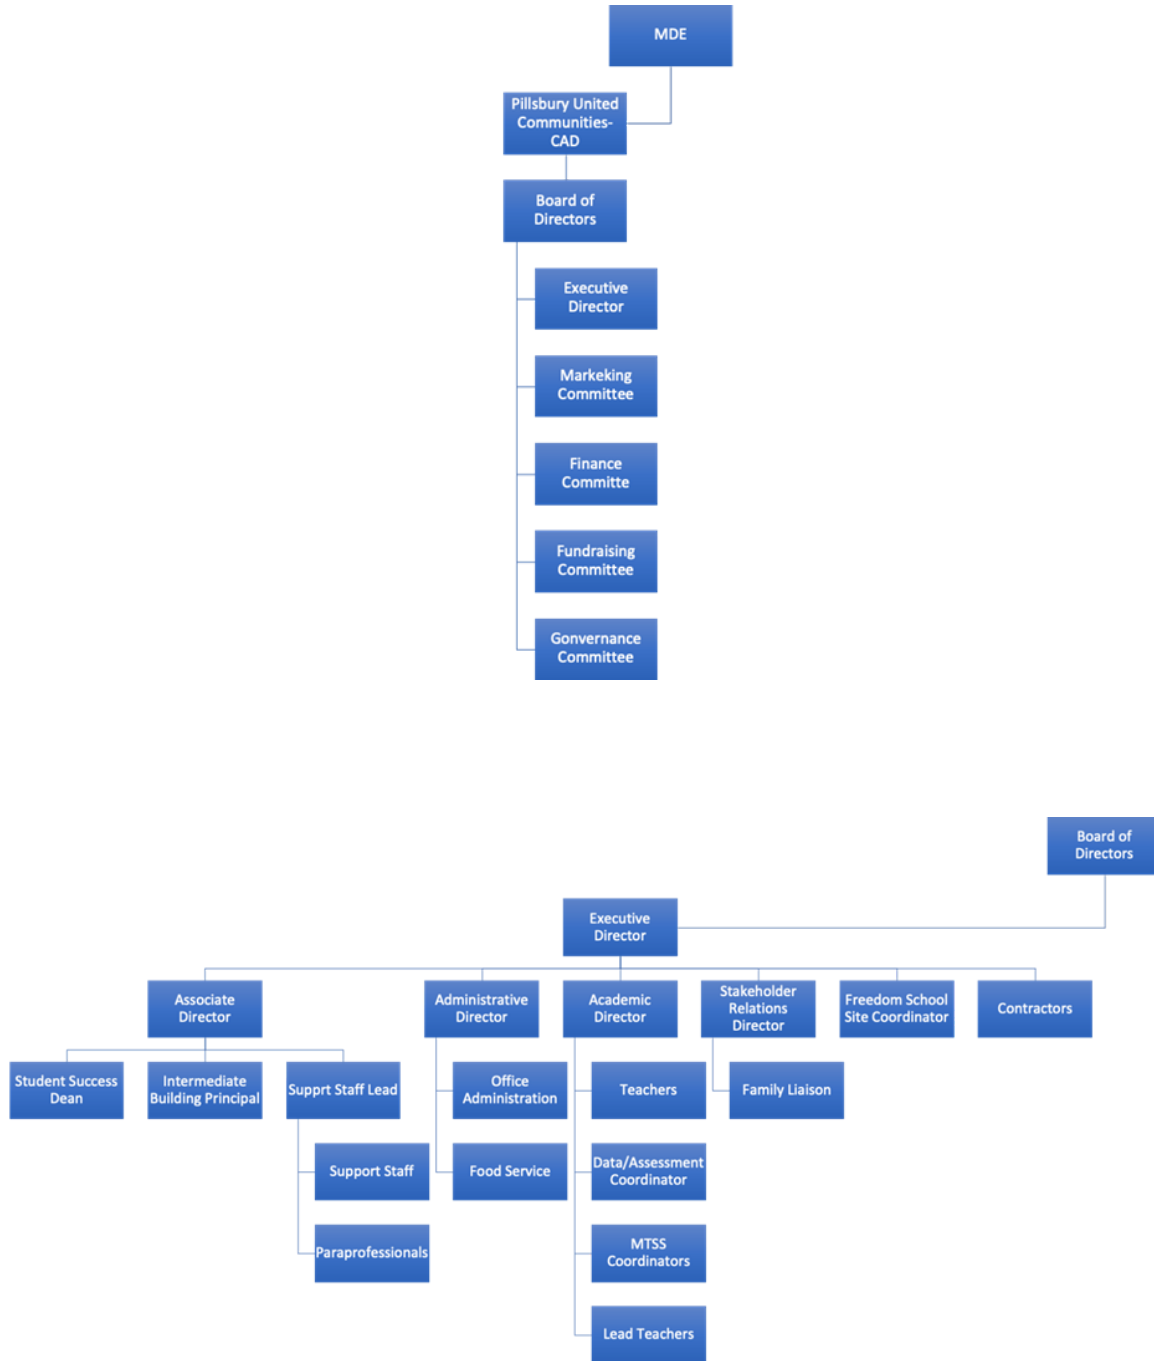 MDE
Pillsbury United
Communities-
CAD
Board of
Directors
Executive
Director
Markeking
Committee
Finance
Committe
Fundraising
Committee
Gonvernance
Committee
Board of
Directors
Executive
Director
Associate
Director
Administrative
Director
Academic
Director
Stakeholder
Relations
Director
Freedom School
Site Coordinator
Contractors
Student Success
Dean
Intermediate
Building Principal
Supprt Staff Lead
Office
Administration
Teachers
Family Liaison
Support Staff
Food Service
Data/Assessment
Coordinator
Paraprofessionals
MTSS
Coordinators
Lead Teachers